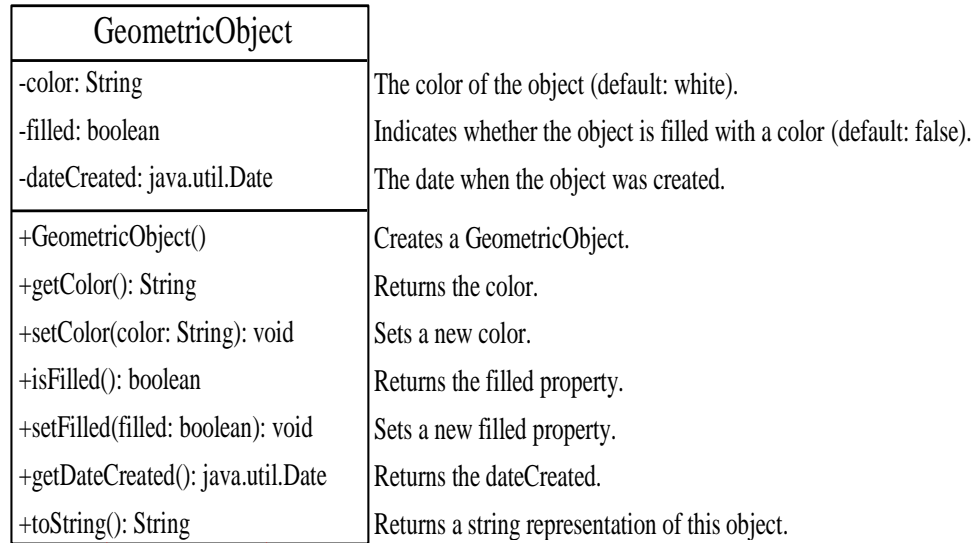 GeometricObject
-color: String The color of the object (default: white).
-filled: boolean Indicates whether the object is filled with a color (default: false).
-dateCreated: java.util.Date The date when the object was created.
+GeometricObject() Creates a GeometricObject.
+getColor(): String Returns the color.
+setColor(color: String): void Sets a new color.
+isFilled(): boolean Returns the filled property.
+setFilled(filled: boolean): void Sets a new filled property.
+getDateCreated(): java.util.Date Returns the dateCreated.
+toString(): String Returns a string representation of this object.